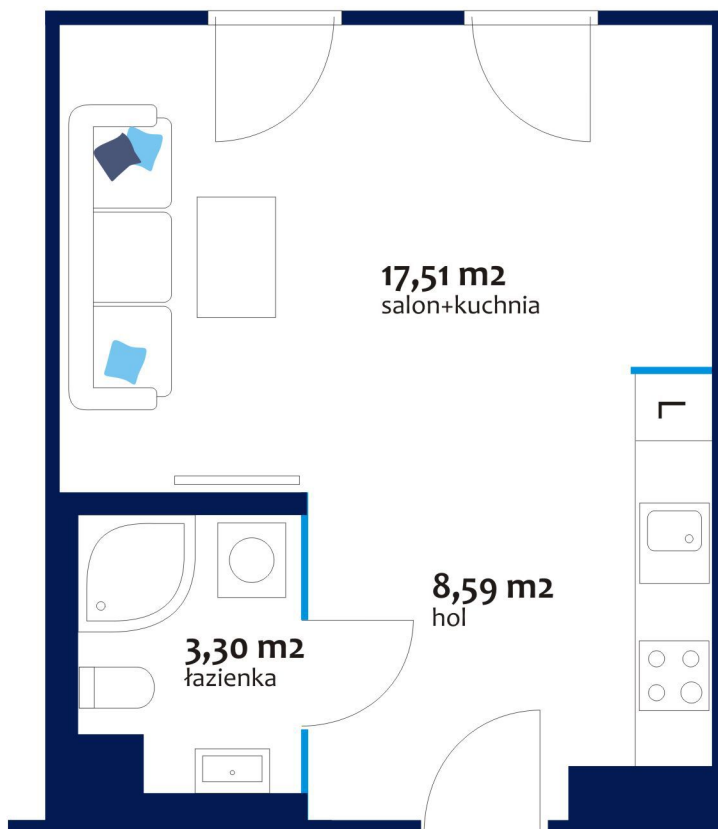 17,51 m2
salon+kuchnia
L
8,59 m2
hol
3,30 m2
łazienka